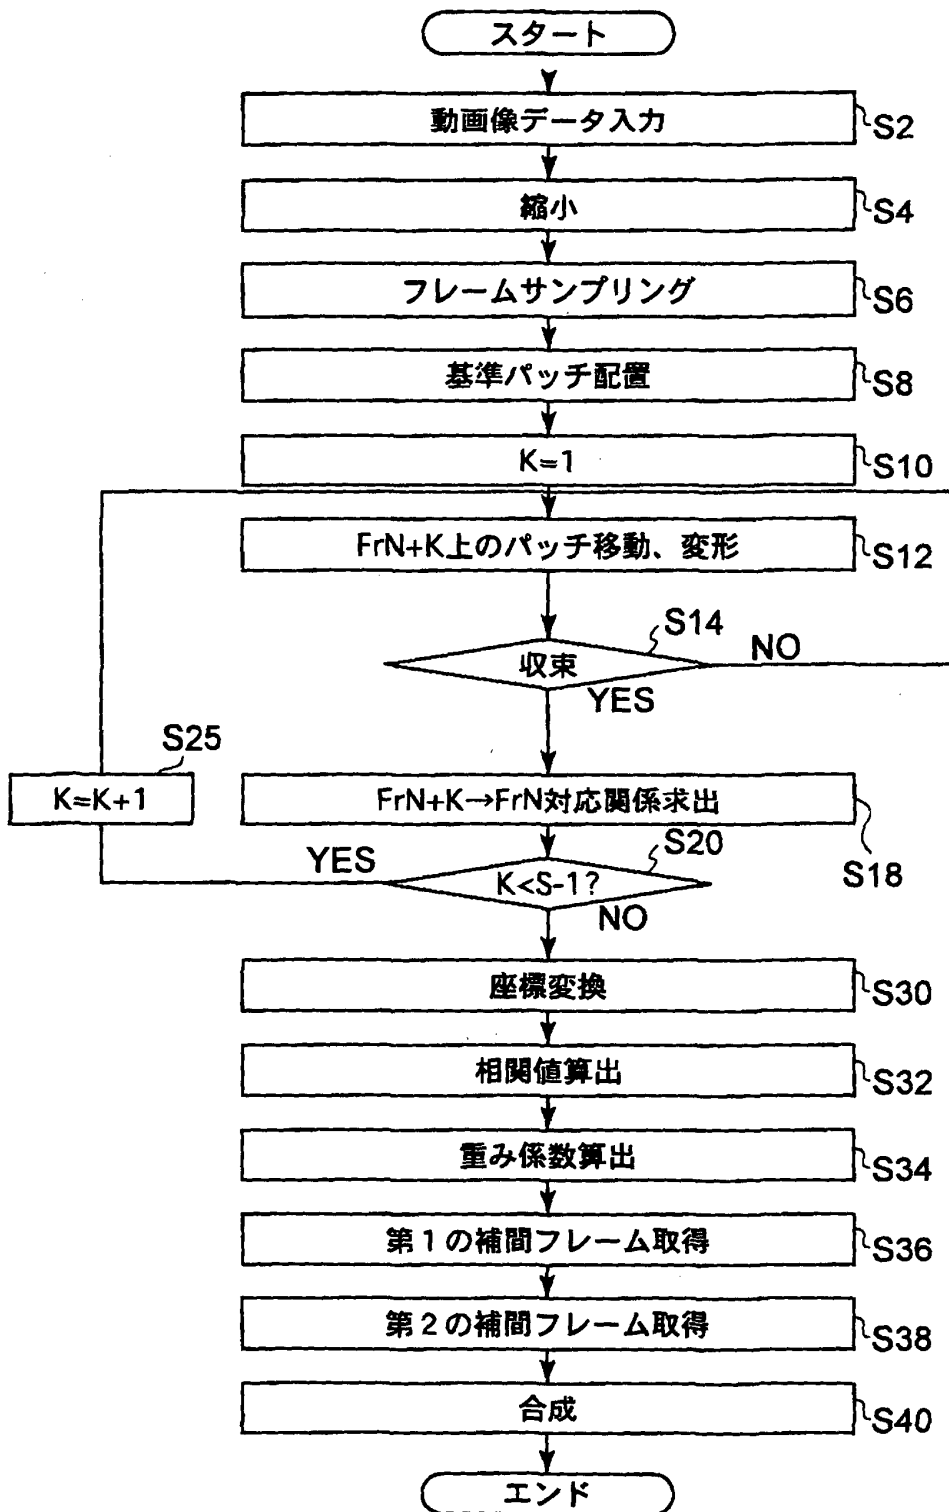 スタート
動画像データ入力
S2
縮小
S4
フレームサンプリング
S6
基準パッチ配置
S8
K=1
S10
FrN+K上のパッチ移動、変形
S12
S14
収束
NO
YES
S25
K=K+1
FrN+K→FrN対応関係求出
S18
S20
YES
K<S-1?
NO
座標変換
S30
相関値算出
S32
重み係数算出
S34
第1の補間フレーム取得
S36
第2の補間フレーム取得
S38
合成
S40
エンド